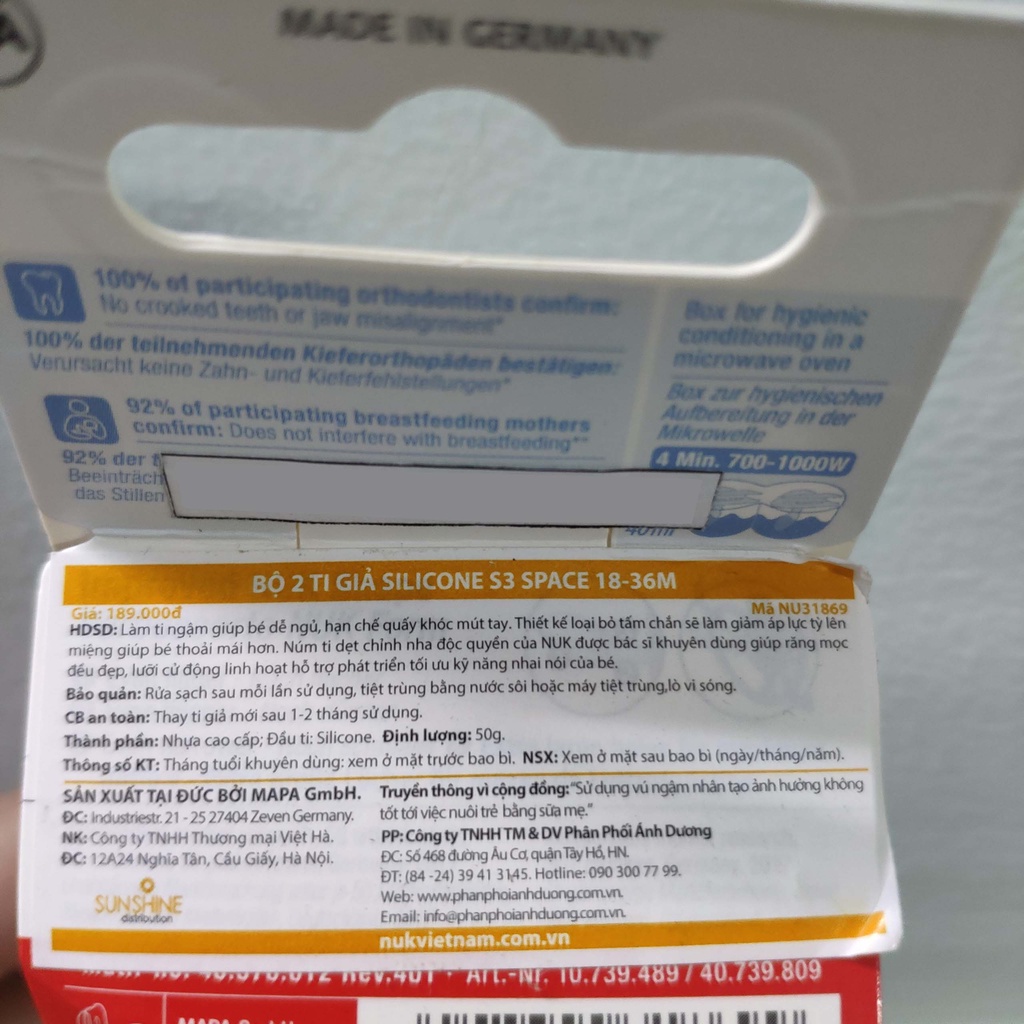 MADE IN GERMANY
100% of participating orthodontists confirm:
No crooked teeth or jaw misalignment*
100% der teilnehmenden Kieferorthopäden bestätigen:
Verursacht keine Zahn- und Kieferfehlstellungen*
92% of participating breastfeeding mothers
confirm: Does not interfere with breastfeeding**
92% der
Beeinträch
das Stillen
Box for hygienic
conditioning in a
microwave oven
Box zur hygienischen
Aufbereitung in der
Mikrowelle
4 Min. 700-1000W
40ml
BỘ 2 TI GIẢ SILICONE S3 SPACE 18-36M
Giá: 189.000đ
Mã NU31869
HDSD: Làm ti ngậm giúp bé dễ ngủ, hạn chế quấy khóc mút tay. Thiết kế loại bỏ tấm chắn sẽ làm giảm áp lực tỳ lên
miệng giúp bé thoải mái hơn. Núm ti dẹt chỉnh nha độc quyền của NUK được bác sĩ khuyên dùng giúp răng mọc
đều đẹp, lưỡi cử động linh hoạt hỗ trợ phát triển tối ưu kỹ năng nhai nói của bé.
Bảo quản: Rửa sạch sau mỗi lần sử dụng, tiệt trùng bằng nước sôi hoặc máy tiệt trùng,lò vi sóng.
CB an toàn: Thay ti giả mới sau 1-2 tháng sử dụng.
Thành phần: Nhựa cao cấp; Đầu ti: Silicone. Định lượng: 50g.
Thông số KT: Tháng tuổi khuyên dùng: xem ở mặt trước bao bì. NSX: Xem ở mặt sau bao bì (ngày/tháng/năm).
SẢN XUẤT TẠI ĐỨC BỞI MAPA GmbH.
ĐC: Industriestr. 21 - 25 27404 Zeven Germany.
NK: Công ty TNHH Thương mại Việt Hà.
ĐC: 12A24 Nghĩa Tân, Cầu Giấy, Hà Nội.
SUNSHINE
distribution
Truyền thông vì cộng đồng: "Sử dụng vú ngậm nhân tạo ảnh hưởng không
tốt tới việc nuôi trẻ bằng sữa mẹ."
PP: Công ty TNHH TM & DV Phân Phối Ánh Dương
ĐC: Số 468 đường Âu Cơ, quận Tây Hồ, HN.
ĐT: (84 -24) 39 41 31 45. Hotline: 090 300 77 99.
Web: www.phanphoianhduong.com.vn.
Email: info@phanphoianhduong.com.vn.
nukvietnam.com.vn
Rev.401 · Art.-Nr. 10.739.489 / 40.739.809